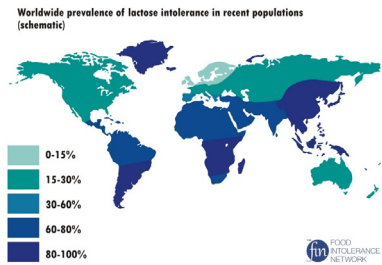 Worldwide prevalence of lactose intolerance in recent populations
(schematic)
0-15%
15-30%
30-60%
60-80%
80-100%
fin
FOOD
INTOLERANCE
NETWORK